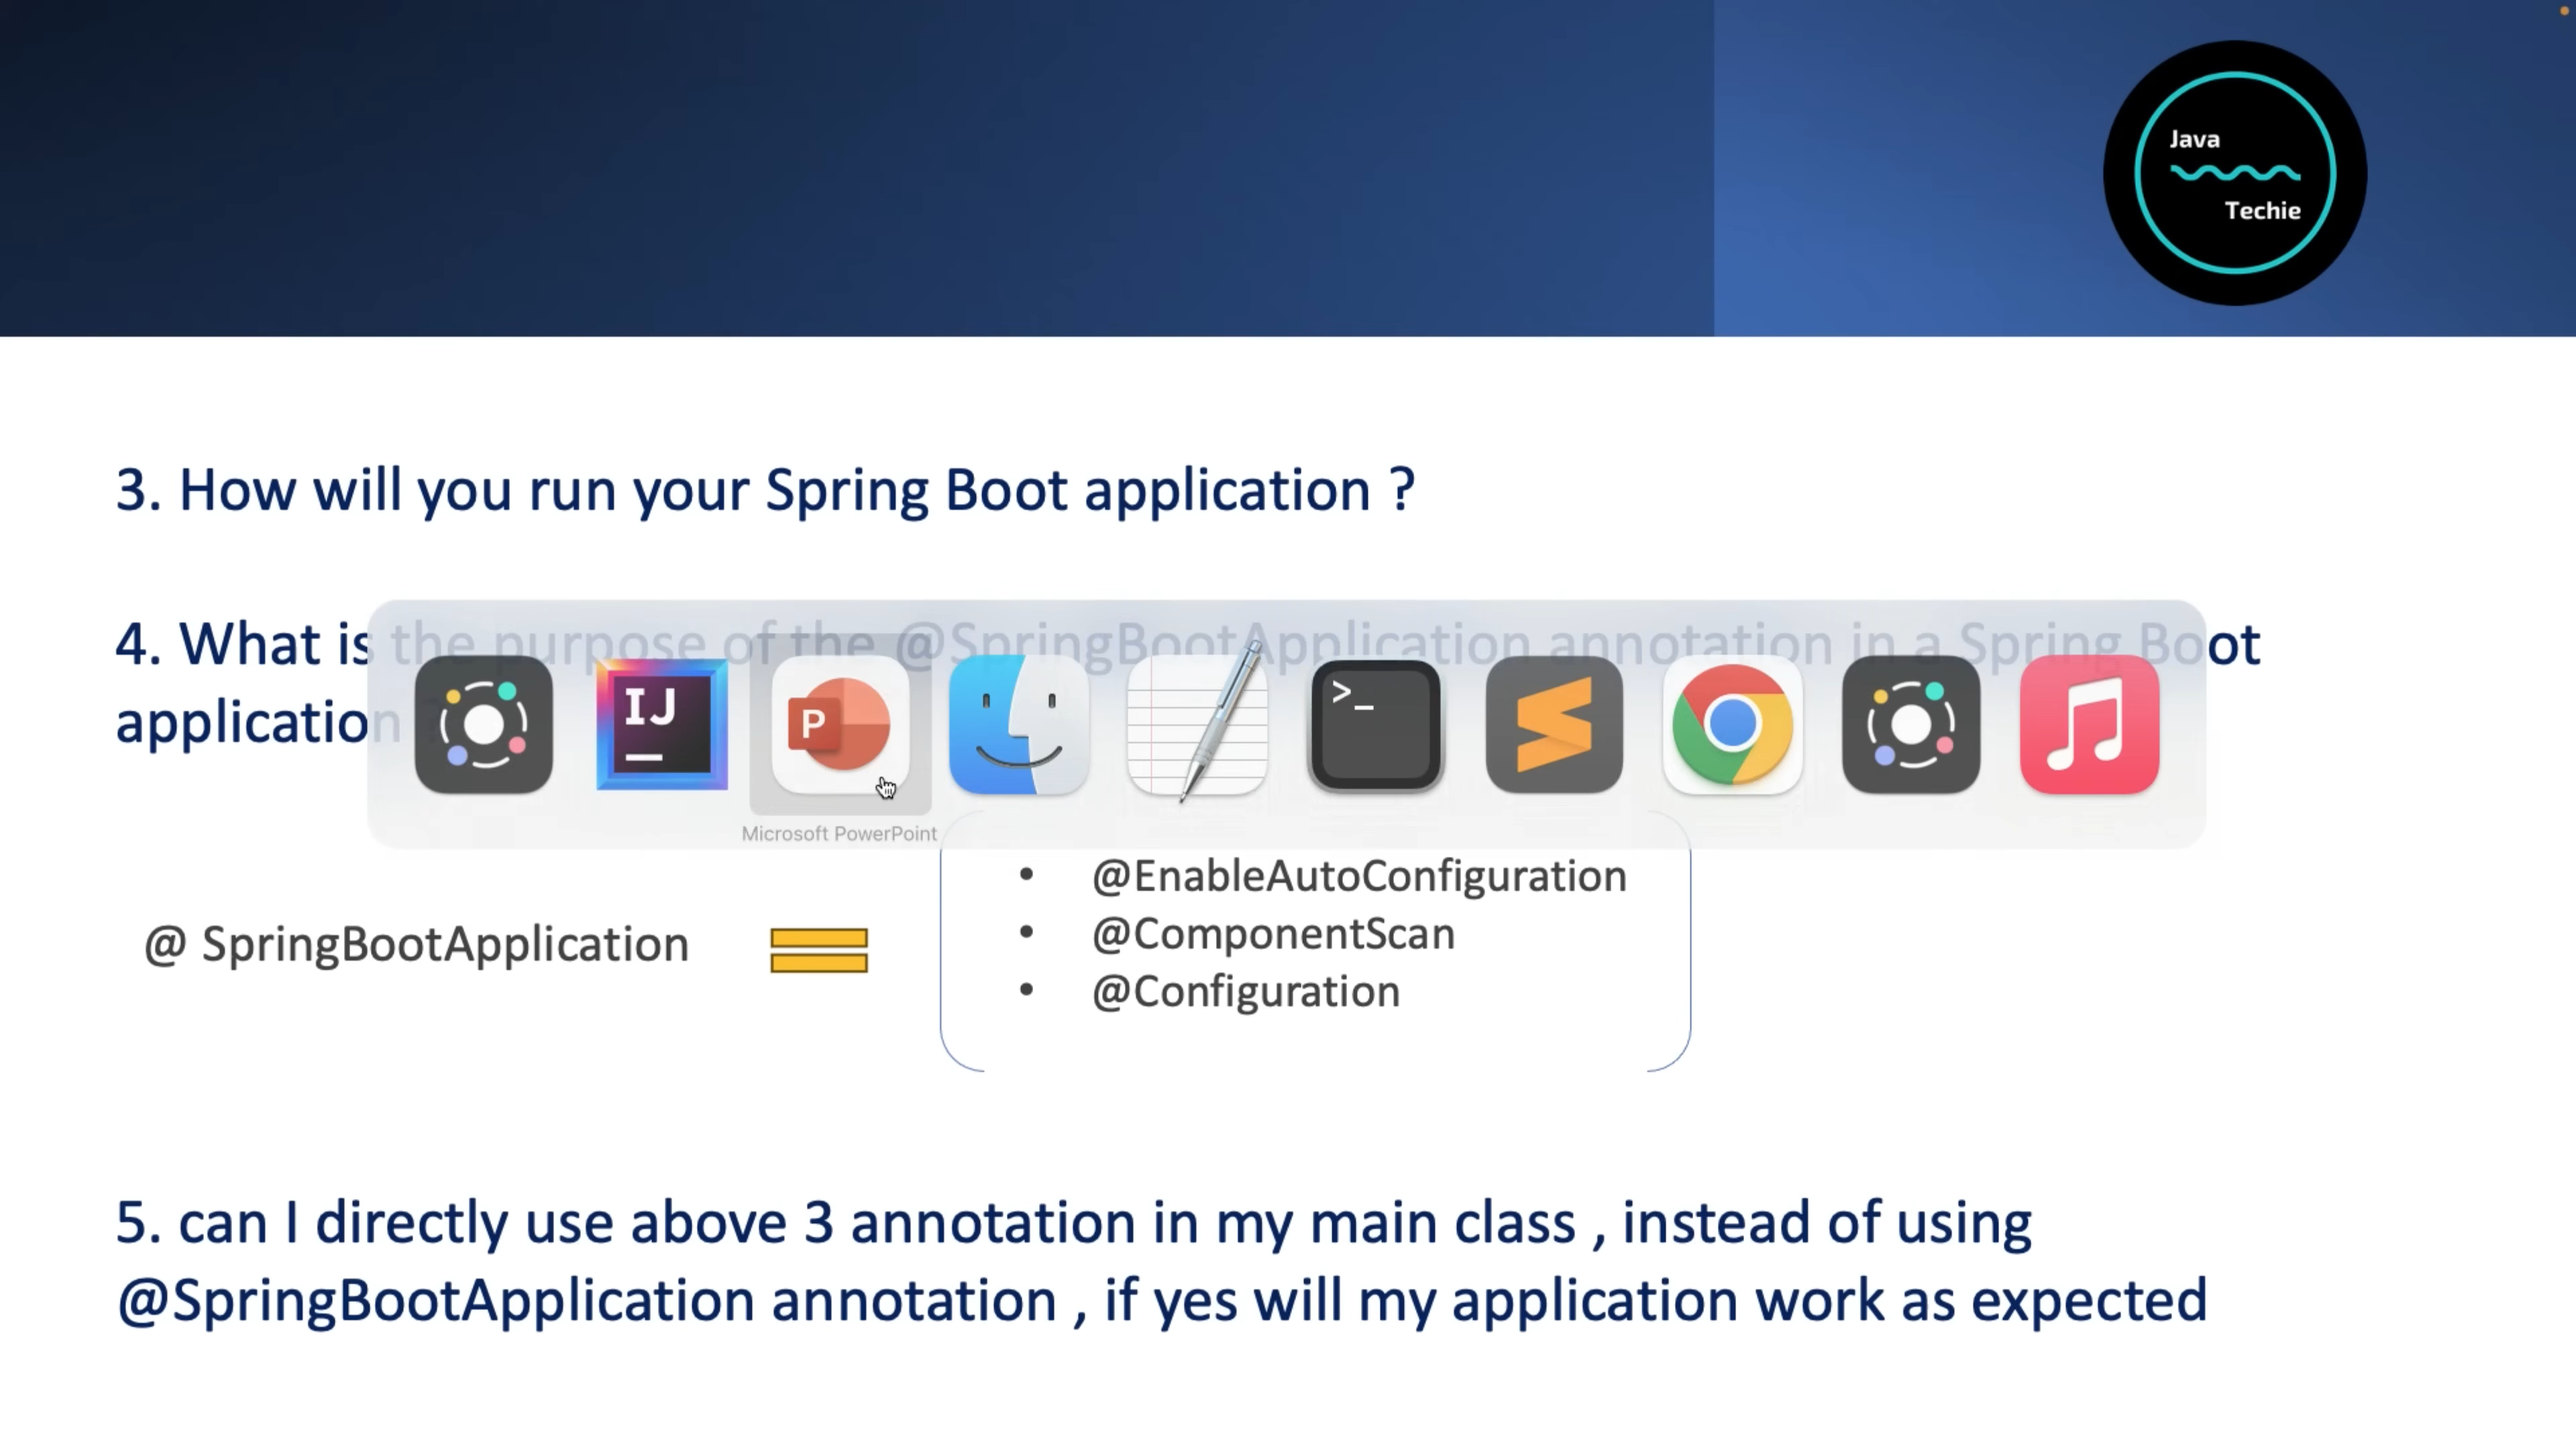 Java
Techie
3. How will you run your Spring Boot application ?
4. What is the purpose of the @SpringBootApplication annotation in a Spring Boot
application ?
IJ
P
>_
Microsoft PowerPoint
• @EnableAutoConfiguration
@ SpringBootApplication
• @ComponentScan
• @Configuration
5. can I directly use above 3 annotation in my main class , instead of using
@SpringBootApplication annotation , if yes will my application work as expected